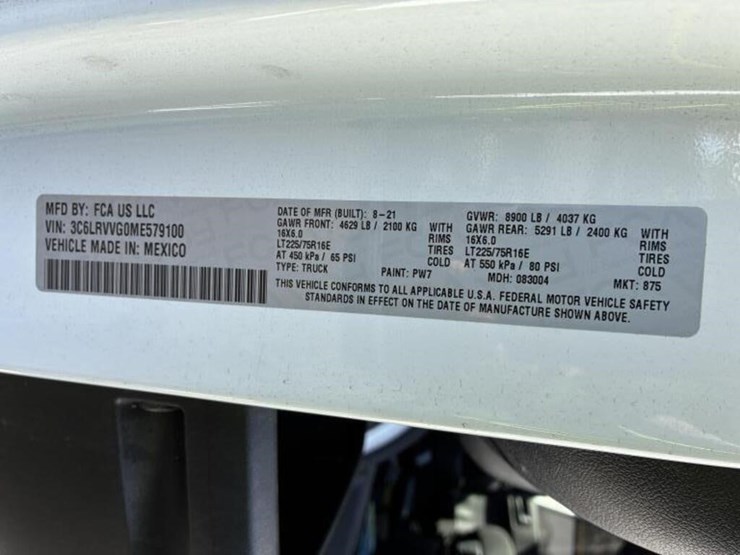 MFD BY: FCA US LLC
VIN: 3C6LRVVG0ME579100
VEHICLE MADE IN: MEXICO
DATE OF MFR (BUILT): 8-21
GAWR FRONT: 4629 LB / 2100 KG WITH
16X6.0 RIMS
LT225/75R16E TIRES
AT 450 kPa / 65 PSI COLD
TYPE: TRUCK
PAINT: PW7
GVWR: 8900 LB / 4037 KG
GAWR REAR: 5291 LB / 2400 KG WITH
16X6.0 RIMS
LT225/75R16E TIRES
AT 550 kPa / 80 PSI COLD
MDH: 083004
MKT: 875
THIS VEHICLE CONFORMS TO ALL APPLICABLE U.S.A. FEDERAL MOTOR VEHICLE SAFETY
STANDARDS IN EFFECT ON THE DATE OF MANUFACTURE SHOWN ABOVE.